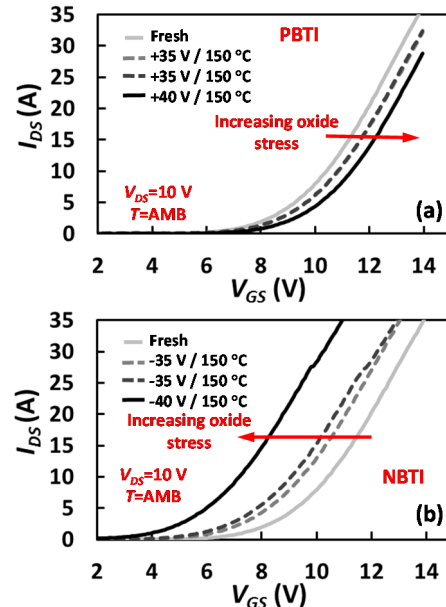 35
30
25
20
15
10
5
0
I_DS (A)
PBTI
Fresh
+35 V / 150 °C
+35 V / 150 °C
+40 V / 150 °C
Increasing oxide
stress
V_DS=10 V
T=AMB
(a)
2 4 6 8 10 12 14
V_GS (V)
35
30
25
20
15
10
5
0
I_DS (A)
Fresh
-35 V / 150 °C
-35 V / 150 °C
-40 V / 150 °C
Increasing oxide
stress
V_DS=10 V
T=AMB
NBTI
(b)
2 4 6 8 10 12 14
V_GS (V)